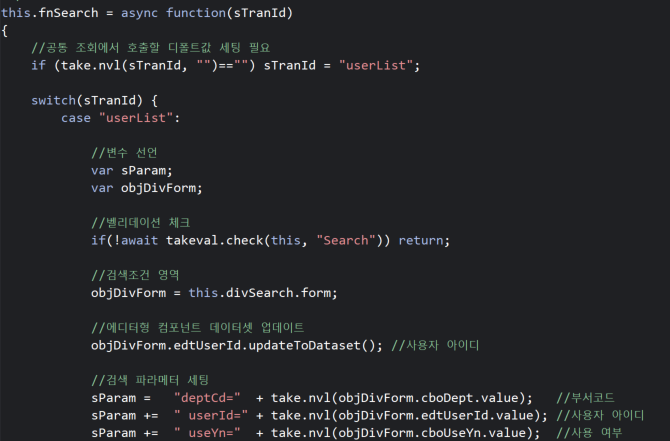 this.fnSearch = async function(sTranId)
{
//공통 조회에서 호출할 디폴트값 세팅 필요
if (take.nvl(sTranId, "")=="") sTranId = "userList";
switch(sTranId) {
case "userList":
//변수 선언
var sParam;
var objDivForm;
//벨리데이션 체크
if(!await takeval.check(this, "Search")) return;
//검색조건 영역
objDivForm = this.divSearch.form;
//에디터형 컴포넌트 데이터셋 업데이트
objDivForm.edtUserId.updateToDataset(); //사용자 아이디
//검색 파라메터 세팅
sParam =   "deptCd="  + take.nvl(objDivForm.cboDept.value);   //부서코드
sParam +=  " userId=" + take.nvl(objDivForm.edtUserId.value); //사용자 아이디
sParam +=  " useYn="  + take.nvl(objDivForm.cboUseYn.value);  //사용 여부